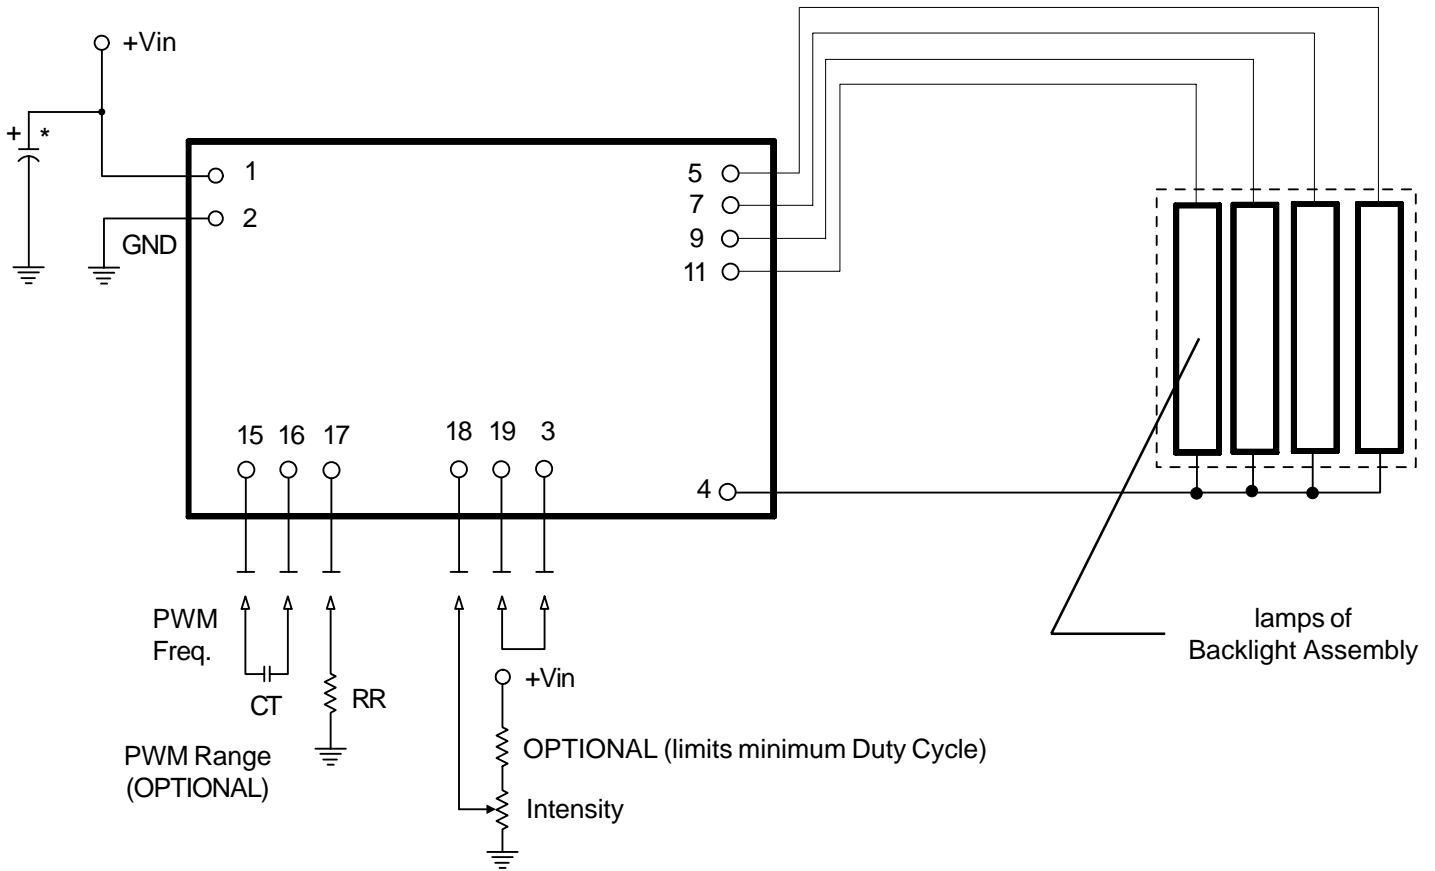 +Vin
+ *
1
2
GND
5
7
9
11
15 16 17
18 19 3
4
PWM
Freq.
CT
RR
PWM Range
(OPTIONAL)
+Vin
OPTIONAL (limits minimum Duty Cycle)
Intensity
lamps of
Backlight Assembly